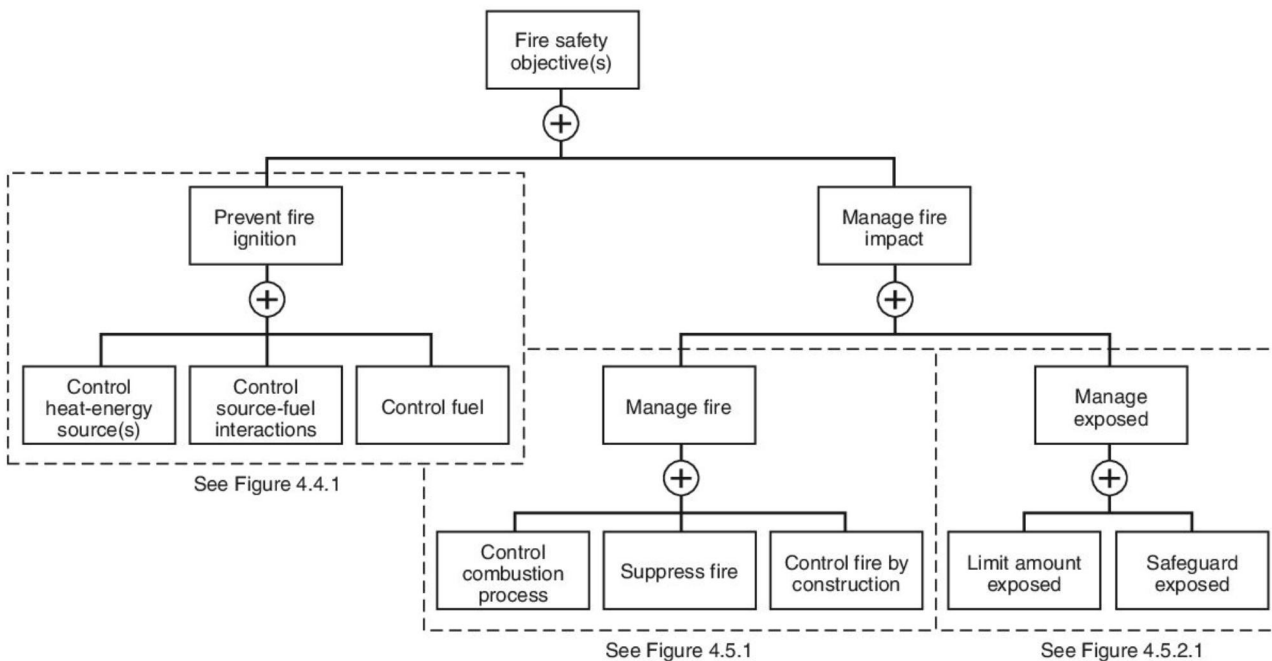 Fire safety
objective(s)
Prevent fire
ignition
Manage fire
impact
Control
heat-energy
source(s)
Control
source-fuel
interactions
Control fuel
Manage fire
Manage
exposed
See Figure 4.4.1
Control
combustion
process
Suppress fire
Control fire by
construction
Limit amount
exposed
Safeguard
exposed
See Figure 4.5.1
See Figure 4.5.2.1